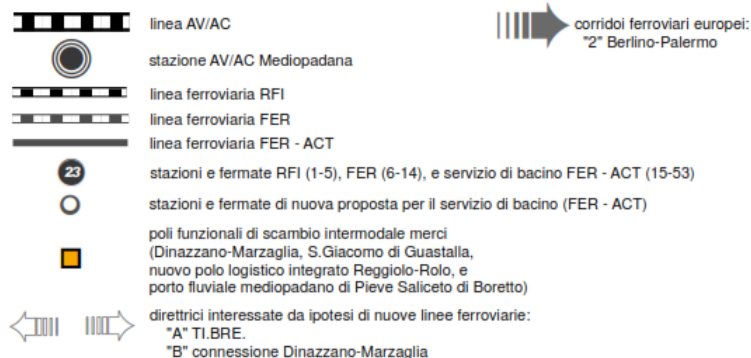 linea AV/AC
corridoi ferroviari europei:
"2" Berlino-Palermo
stazione AV/AC Mediopadana
linea ferroviaria RFI
linea ferroviaria FER
linea ferroviaria FER - ACT
23
stazioni e fermate RFI (1-5), FER (6-14), e servizio di bacino FER - ACT (15-53)
stazioni e fermate di nuova proposta per il servizio di bacino (FER - ACT)
poli funzionali di scambio intermodale merci
(Dinazzano-Marzaglia, S.Giacomo di Guastalla,
nuovo polo logistico integrato Reggiolo-Rolo, e
porto fluviale mediopadano di Pieve Saliceto di Boretto)
direttrici interessate da ipotesi di nuove linee ferroviarie:
"A" TI.BRE.
"B" connessione Dinazzano-Marzaglia